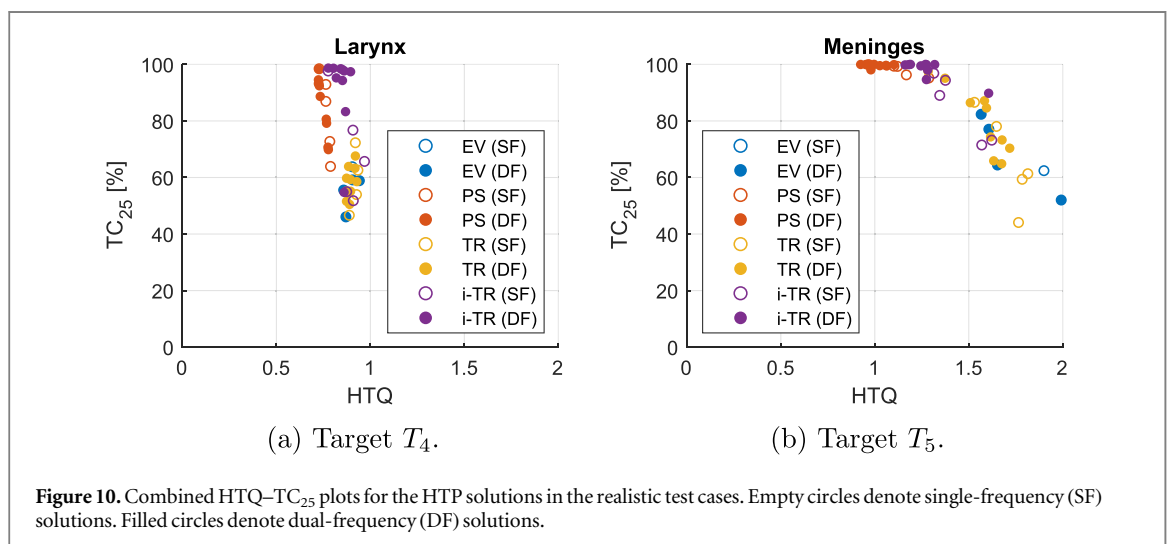 Larynx
100
80
60
40
20
0
TC25 [%]
EV (SF)
EV (DF)
PS (SF)
PS (DF)
TR (SF)
TR (DF)
i-TR (SF)
i-TR (DF)
0 0.5 1 1.5 2
HTQ
(a) Target T4.
Meninges
100
80
60
40
20
0
TC25 [%]
EV (SF)
EV (DF)
PS (SF)
PS (DF)
TR (SF)
TR (DF)
i-TR (SF)
i-TR (DF)
0 0.5 1 1.5 2
HTQ
(b) Target T5.
Figure 10. Combined HTQ–TC25 plots for the HTP solutions in the realistic test cases. Empty circles denote single-frequency (SF)
solutions. Filled circles denote dual-frequency (DF) solutions.